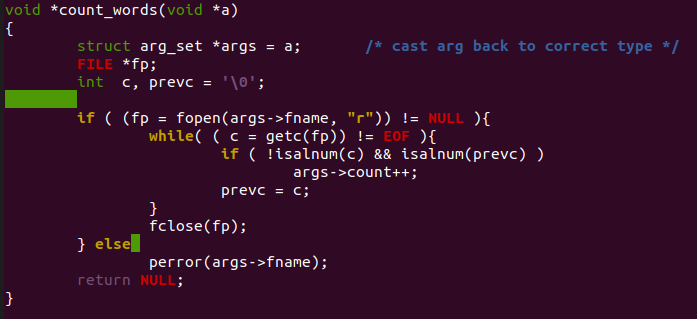 void *count_words(void *a)
{
        struct arg_set *args = a;       /* cast arg back to correct type */
        FILE *fp;
        int  c, prevc = '\0';

        if ( (fp = fopen(args->fname, "r")) != NULL ){
                while( ( c = getc(fp)) != EOF ){
                        if ( !isalnum(c) && isalnum(prevc) )
                                args->count++;
                        prevc = c;
                }
                fclose(fp);
        } else
                perror(args->fname);
        return NULL;
}